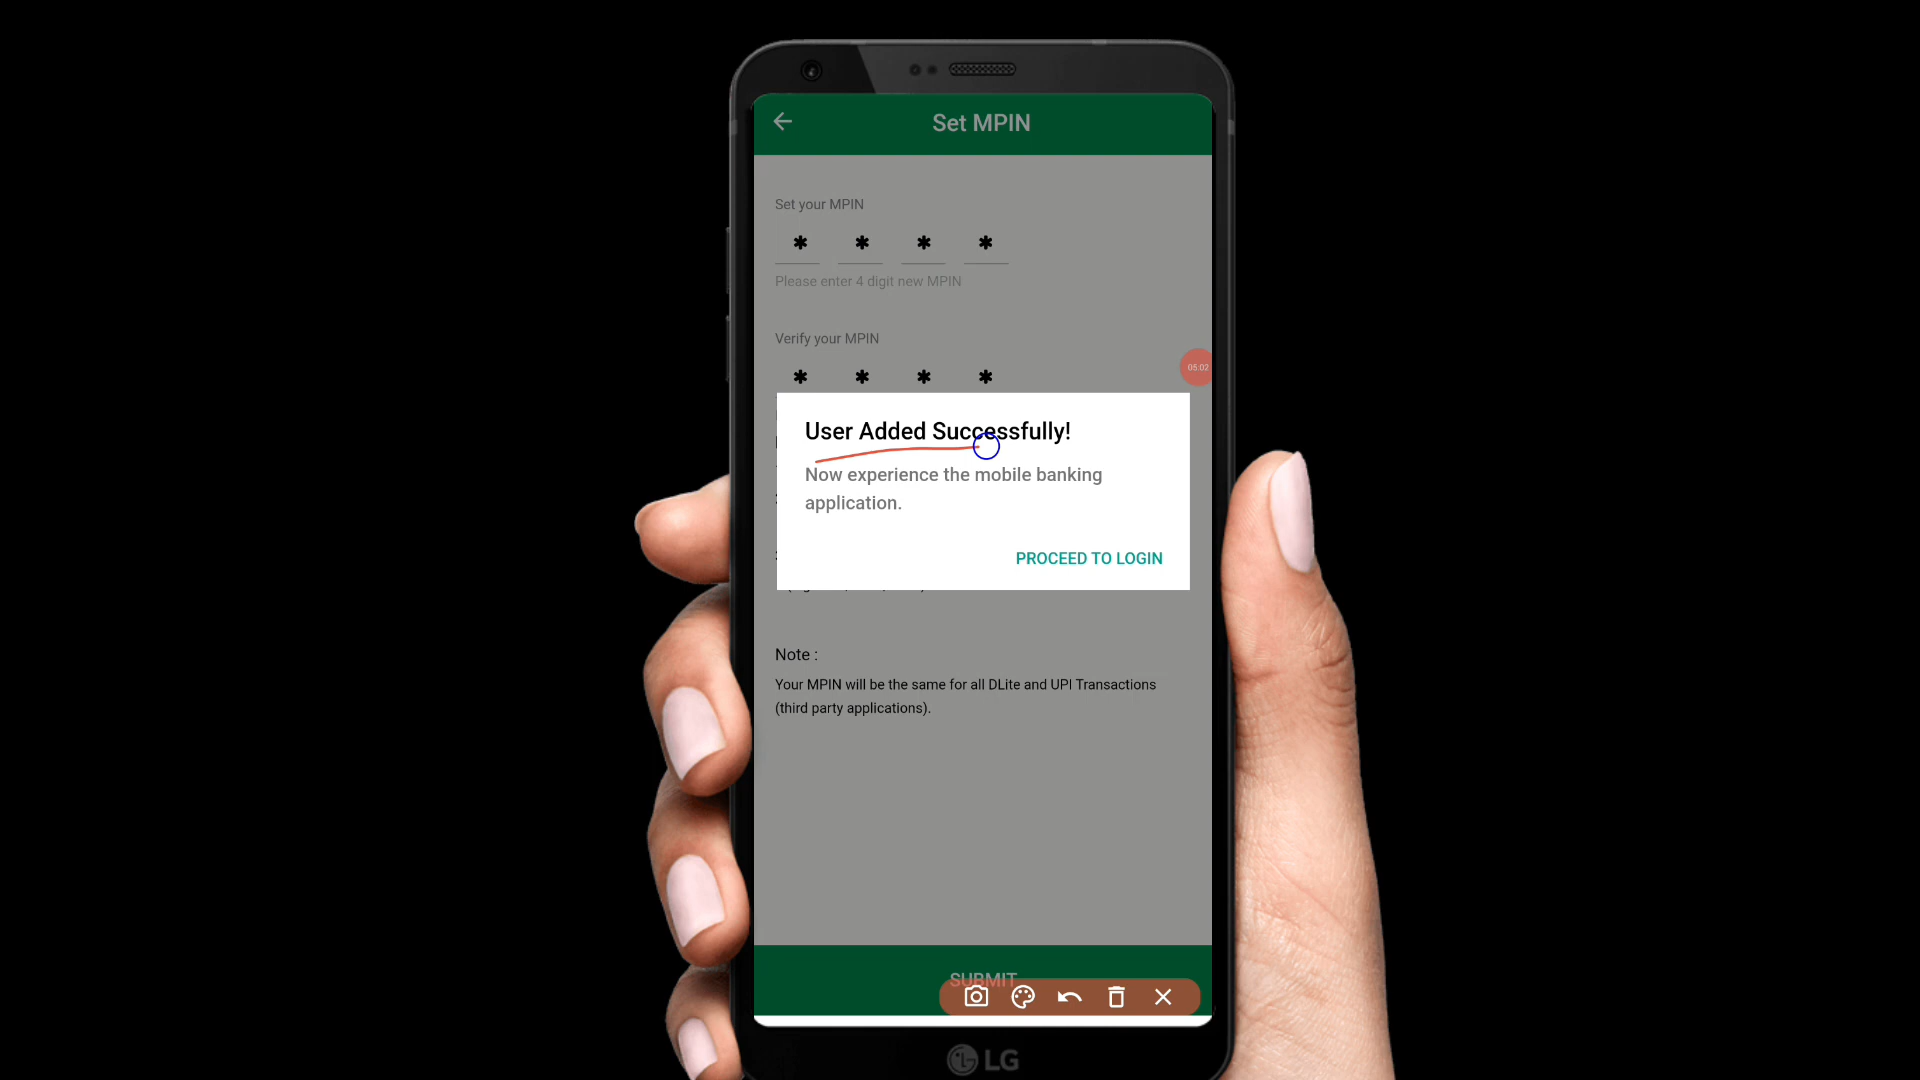 Set MPIN
Set your MPIN
* * * *
Please enter 4 digit new MPIN
Verify your MPIN
* * * *
05:02
User Added Successfully!
Now experience the mobile banking
application.
PROCEED TO LOGIN
Note :
Your MPIN will be the same for all DLite and UPI Transactions
(third party applications).
SUBMIT
LG